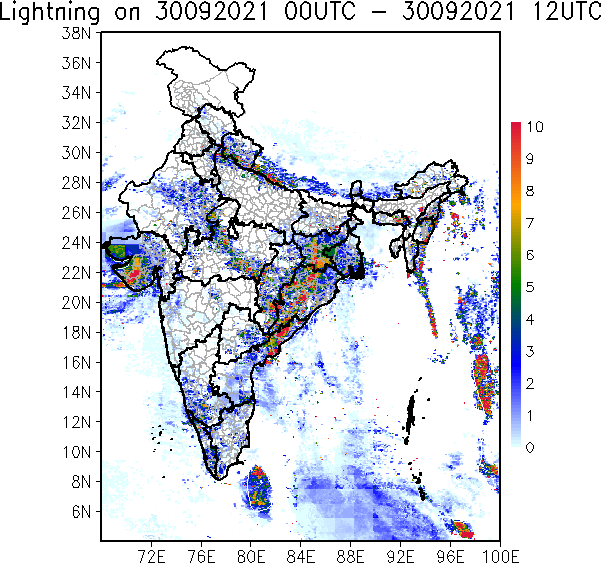 Lightning on 30092021 00UTC – 30092021 12UTC
38N
36N
34N
32N
30N
28N
26N
24N
22N
20N
18N
16N
14N
12N
10N
8N
6N
72E 76E 80E 84E 88E 92E 96E 100E
10
9
8
7
6
5
4
3
2
1
0